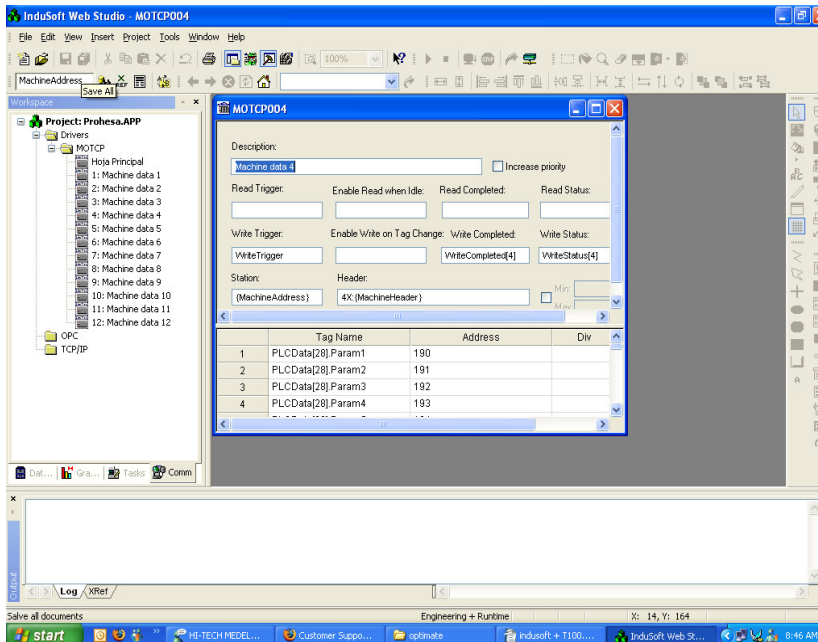 InduSoft Web Studio - MOTCP004
File Edit View Insert Project Tools Window Help
100%
MachineAddress
Save All
Workspace
Project: Prohesa.APP
Drivers
MOTCP
Hoja Principal
1: Machine data 1
2: Machine data 2
3: Machine data 3
4: Machine data 4
5: Machine data 5
6: Machine data 6
7: Machine data 7
8: Machine data 8
9: Machine data 9
10: Machine data 10
11: Machine data 11
12: Machine data 12
OPC
TCP/IP
Dat... Gra... Tasks Comm
MOTCP004
Description:
Machine data 4 Increase priority
Read Trigger: Enable Read when Idle: Read Completed: Read Status:
Write Trigger: Enable Write on Tag Change: Write Completed: Write Status:
WriteTrigger WriteCompleted[4] WriteStatus[4]
Station: Header:
{MachineAddress} 4X:{MachineHeader}
Min:
Max:
Tag Name Address Div
1 PLCData[28].Param1 190
2 PLCData[28].Param2 191
3 PLCData[28].Param3 192
4 PLCData[28].Param4 193
Output
Log XRef
Salve all documents Engineering + Runtime X: 14, Y: 164
start HI-TECH MEDEL... Customer Suppo... optimate indusoft + T100.... InduSoft Web St... 8:46 AM